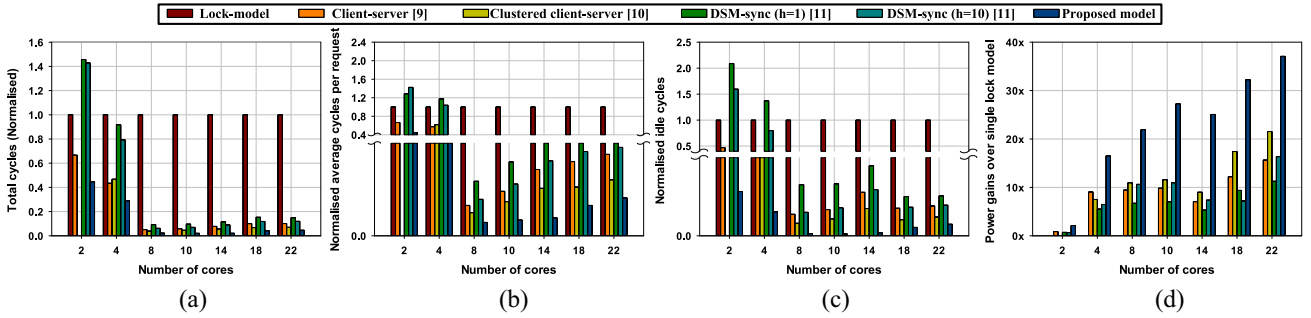 Lock-model Client-server [9] Clustered client-server [10] DSM-sync (h=1) [11] DSM-sync (h=10) [11] Proposed model
Total cycles (Normalised)
1.6
1.4
1.2
1.0
0.8
0.6
0.4
0.2
0.0
2 4 8 10 14 18 22
Number of cores
(a)
Normalised average cycles per request
2.4
2.0
1.6
1.2
0.8
0.4
0.0
2 4 8 10 14 18 22
Number of cores
(b)
Normalised idle cycles
2.5
2.0
1.5
1.0
0.5
0.0
2 4 8 10 14 18 22
Number of cores
(c)
Power gains over single lock model
40x
30x
20x
10x
0x
2 4 8 10 14 18 22
Number of cores
(d)